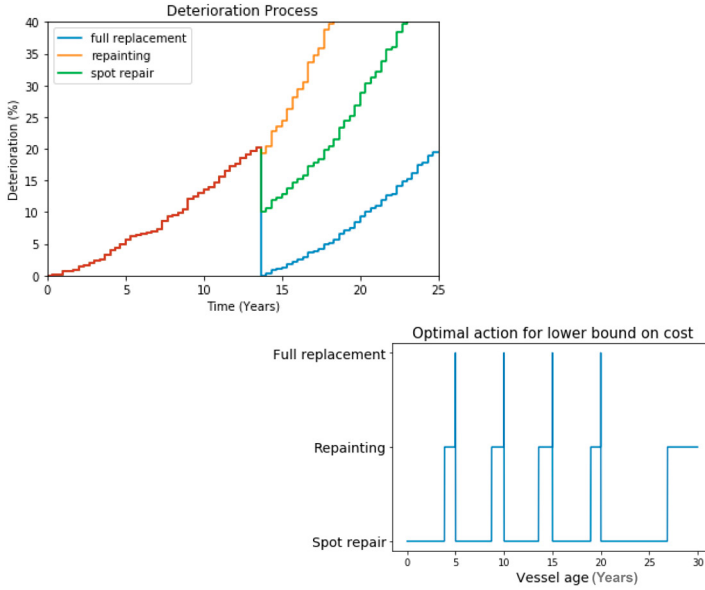 Deterioration Process
40
35
30
25
20
15
10
5
0
Deterioration (%)
full replacement
repainting
spot repair
0 5 10 15 20 25
Time (Years)
Optimal action for lower bound on cost
Full replacement
Repainting
Spot repair
0 5 10 15 20 25 30
Vessel age (Years)